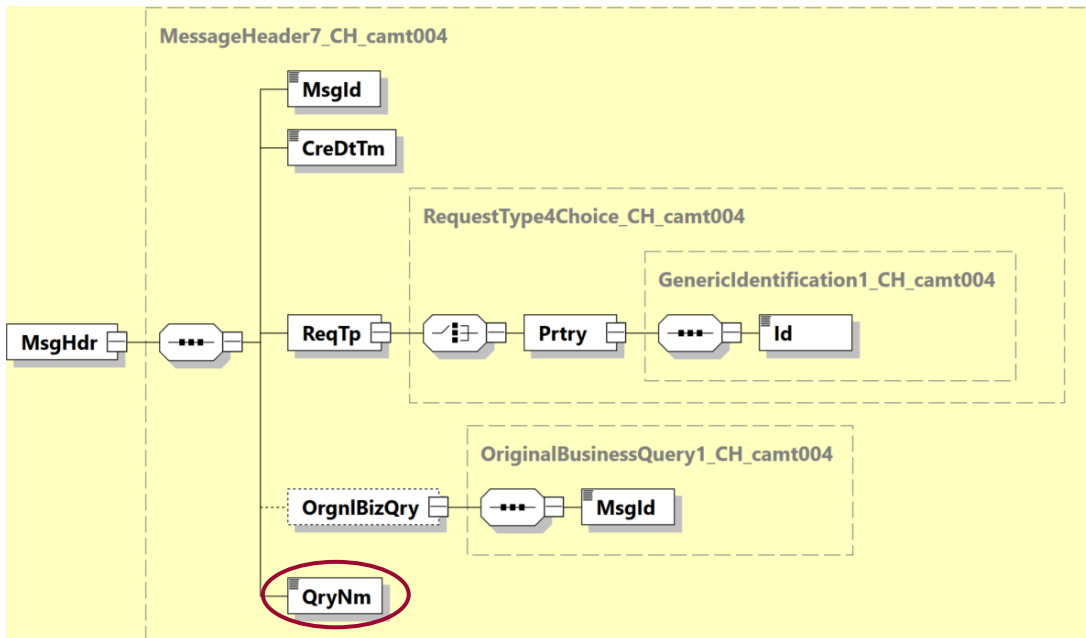 MessageHeader7_CH_camt004
MsgId
CreDtTm
RequestType4Choice_CH_camt004
GenericIdentification1_CH_camt004
MsgHdr
ReqTp
Prtry
Id
OriginalBusinessQuery1_CH_camt004
OrgnlBizQry
MsgId
QryNm